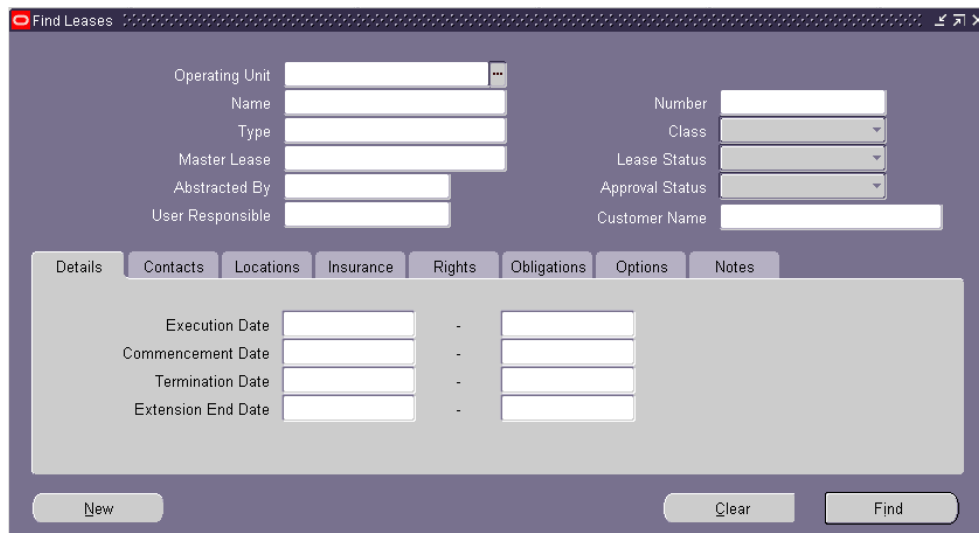 Find Leases
Operating Unit
Name
Number
Type
Class
Master Lease
Lease Status
Abstracted By
Approval Status
User Responsible
Customer Name
Details Contacts Locations Insurance Rights Obligations Options Notes
Execution Date -
Commencement Date -
Termination Date -
Extension End Date -
New Clear Find